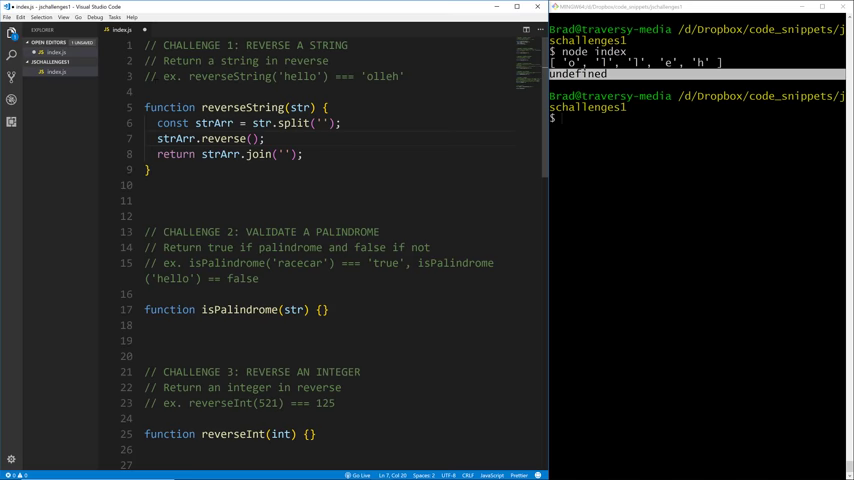 index.js - jschallenges1 - Visual Studio Code
File Edit Selection View Go Debug Tasks Help
EXPLORER
OPEN EDITORS 1 UNSAVED
JS index.js
JSCHALLENGES1
JS index.js
JS index.js
1 // CHALLENGE 1: REVERSE A STRING
2 // Return a string in reverse
3 // ex. reverseString('hello') === 'olleh'
4
5 function reverseString(str) {
6 const strArr = str.split('');
7 strArr.reverse();
8 return strArr.join('');
9 }
10
11
12
13 // CHALLENGE 2: VALIDATE A PALINDROME
14 // Return true if palindrome and false if not
15 // ex. isPalindrome('racecar') === 'true', isPalindrome
('hello') == false
16
17 function isPalindrome(str) {}
18
19
20
21 // CHALLENGE 3: REVERSE AN INTEGER
22 // Return an integer in reverse
23 // ex. reverseInt(521) === 125
24
25 function reverseInt(int) {}
26
27
0 0 Go Live Ln 7, Col 20 Spaces: 2 UTF-8 CRLF JavaScript Prettier
MINGW64:/d/Dropbox/code_snippets/jschallenges1
Brad@traversy-media /d/Dropbox/code_snippets/j
schallenges1
$ node index
[ 'o', 'l', 'l', 'e', 'h' ]
undefined
Brad@traversy-media /d/Dropbox/code_snippets/j
schallenges1
$